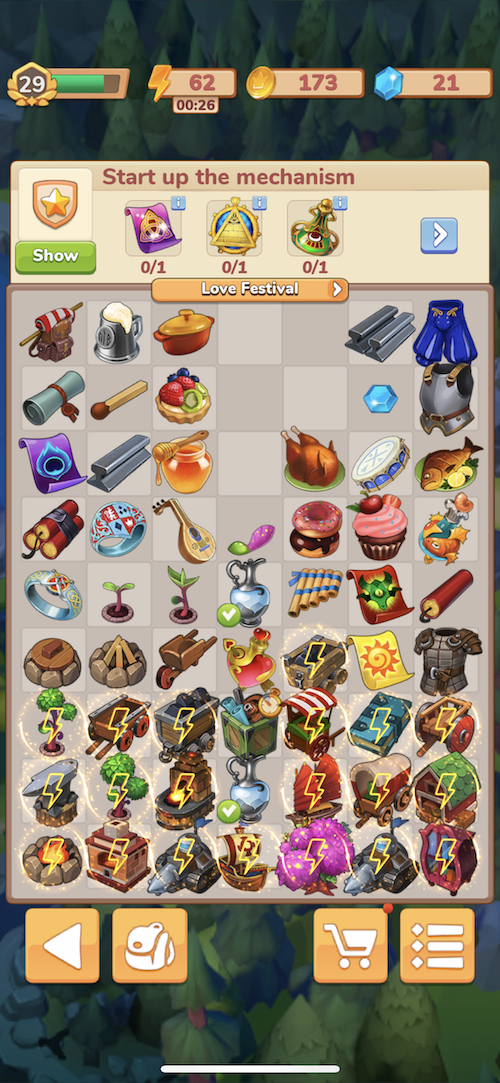 29
62
173
21
00:26
Start up the mechanism
Show
0/1
0/1
0/1
Love Festival